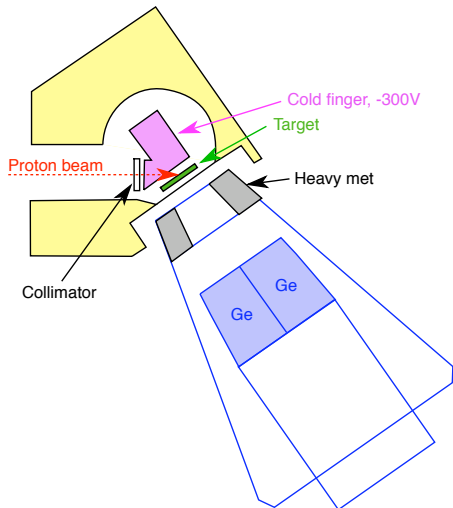 Cold finger, -300V
Target
Proton beam
Heavy met
Collimator
Ge
Ge